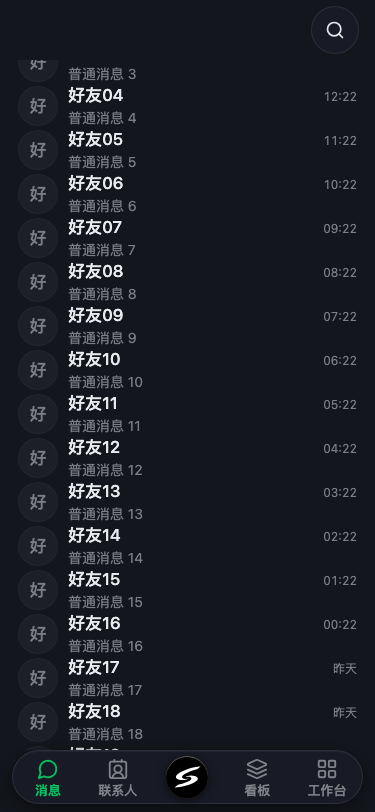 好
普通消息 3
好
好友04
12:22
普通消息 4
好
好友05
11:22
普通消息 5
好
好友06
10:22
普通消息 6
好
好友07
09:22
普通消息 7
好
好友08
08:22
普通消息 8
好
好友09
07:22
普通消息 9
好
好友10
06:22
普通消息 10
好
好友11
05:22
普通消息 11
好
好友12
04:22
普通消息 12
好
好友13
03:22
普通消息 13
好
好友14
02:22
普通消息 14
好
好友15
01:22
普通消息 15
好
好友16
00:22
普通消息 16
好
好友17
昨天
普通消息 17
好
好友18
昨天
普通消息 18
消息
联系人
看板
工作台